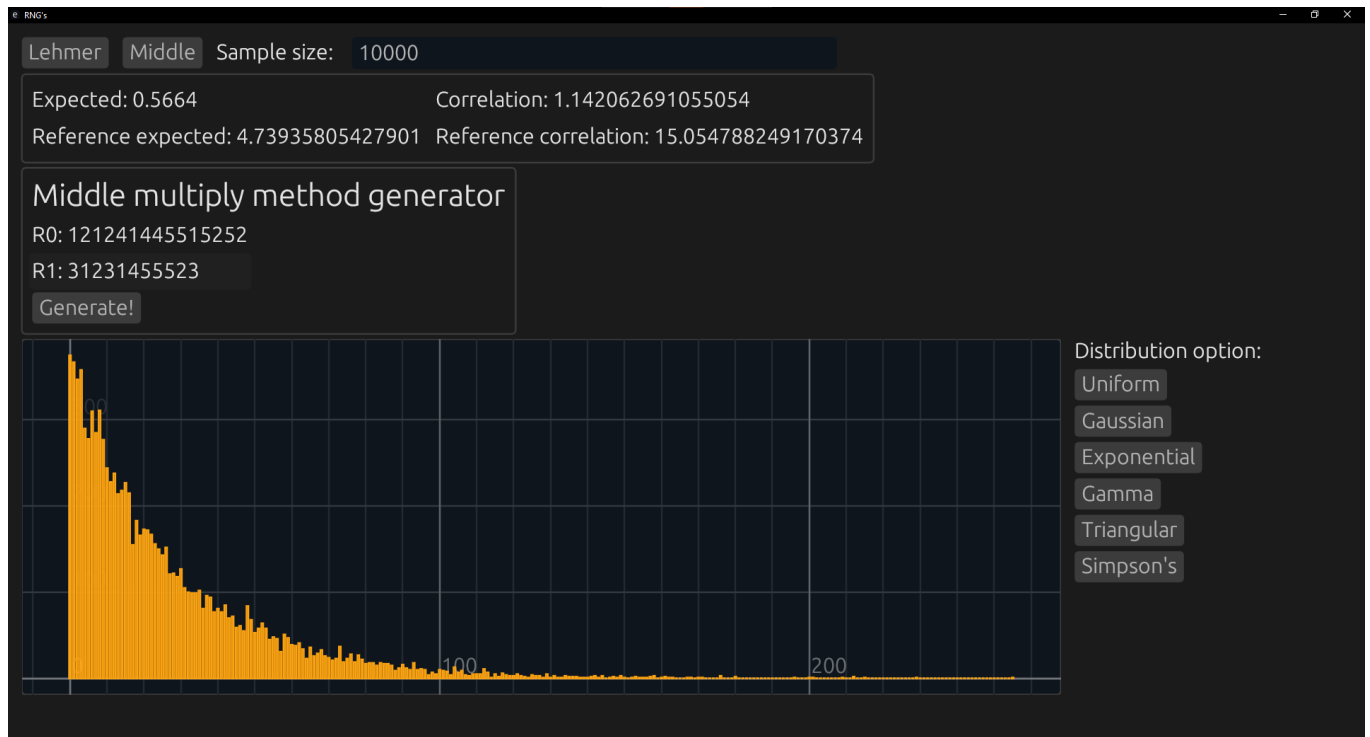 RNG's
Lehmer Middle Sample size: 10000
Expected: 0.5664 Correlation: 1.142062691055054
Reference expected: 4.73935805427901 Reference correlation: 15.054788249170374
Middle multiply method generator
R0: 121241445515252
R1: 31231455523
Generate!
Distribution option:
Uniform
Gaussian
Exponential
Gamma
Triangular
Simpson's
100 200